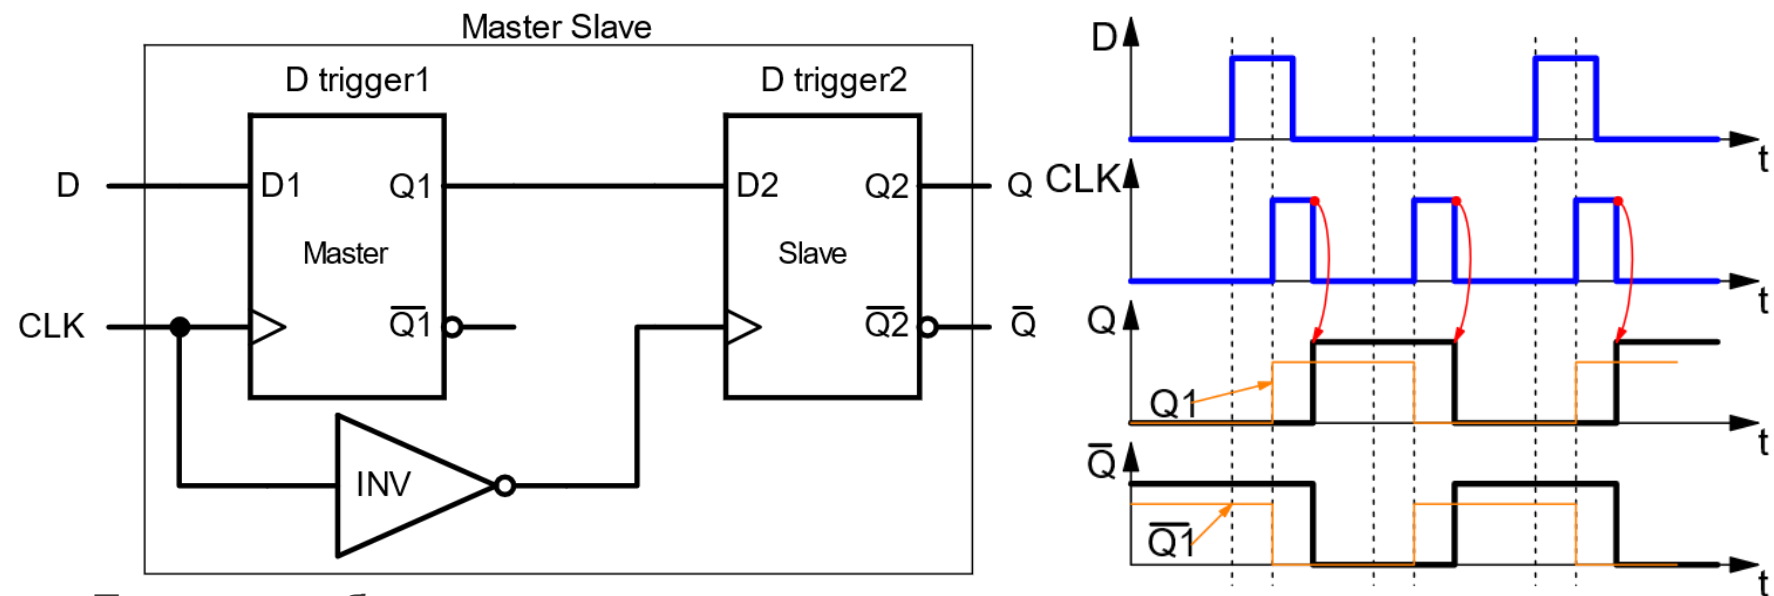 Master Slave
D trigger1
D trigger2
D
D1
Q1
D2
Q2
Q
Master
Slave
CLK
Q̅1̅
Q̅2̅
Q̅
INV
D
t
CLK
t
Q
Q1
t
Q̅
Q̅1̅
t